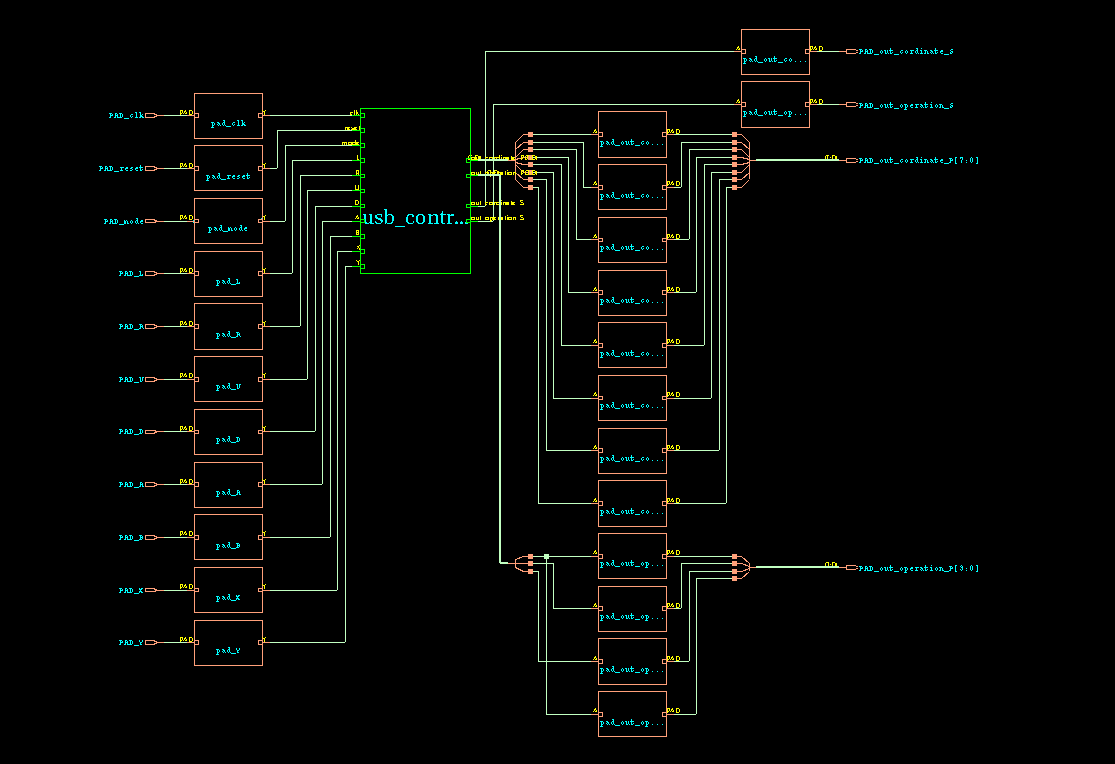 PAD_out_cordinate_S
A
PAD
pad_out_co...
PAD_out_operation_S
A
PAD
pad_out_op...
PAD_clk
PAD
Y
pad_clk
clk
PAD_reset
PAD
Y
pad_reset
PAD_mode
PAD
Y
pad_mode
mode
PAD_L
PAD
Y
pad_L
L
PAD_R
PAD
Y
pad_R
R
PAD_U
PAD
Y
pad_U
U
PAD_D
PAD
Y
pad_D
D
PAD_A
PAD
Y
pad_A
A
PAD_B
PAD
Y
pad_B
B
PAD_X
PAD
Y
pad_X
X
PAD_Y
PAD
Y
pad_Y
Y
usb_contr...
out_cordinate_S
out_operation_S
A
PAD
pad_out_co...
A
PAD
pad_out_co...
A
PAD
pad_out_co...
A
PAD
pad_out_co...
A
PAD
pad_out_co...
A
PAD
pad_out_co...
A
PAD
pad_out_co...
A
PAD
pad_out_co...
PAD_out_cordinate_P[7:0]
A
PAD
pad_out_op...
A
PAD
pad_out_op...
A
PAD
pad_out_op...
A
PAD
pad_out_op...
PAD_out_operation_P[3:0]